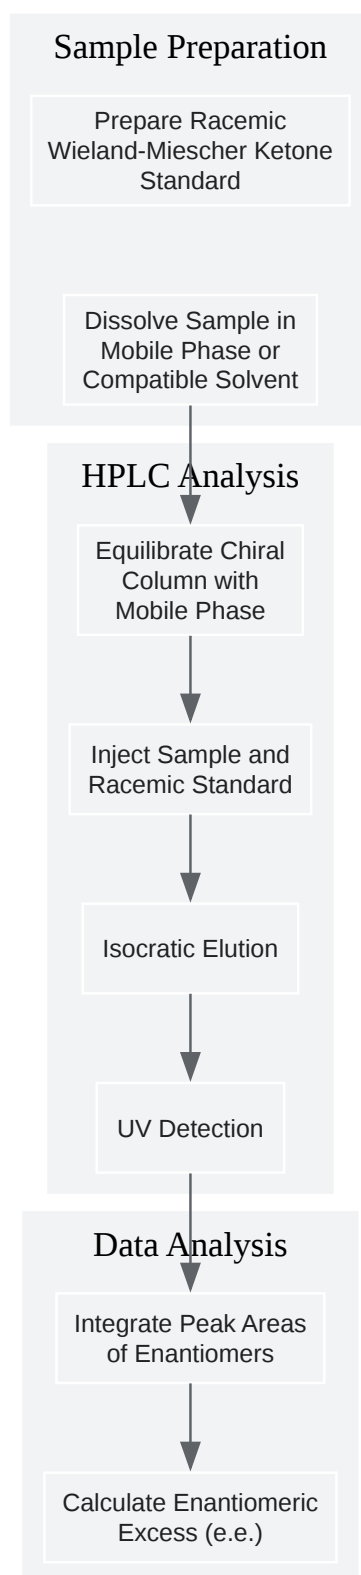 Sample Preparation
Prepare Racemic
Wieland-Miescher Ketone
Standard
Dissolve Sample in
Mobile Phase or
Compatible Solvent
HPLC Analysis
Equilibrate Chiral
Column with
Mobile Phase
Inject Sample and
Racemic Standard
Isocratic Elution
UV Detection
Data Analysis
Integrate Peak Areas
of Enantiomers
Calculate Enantiomeric
Excess (e.e.)